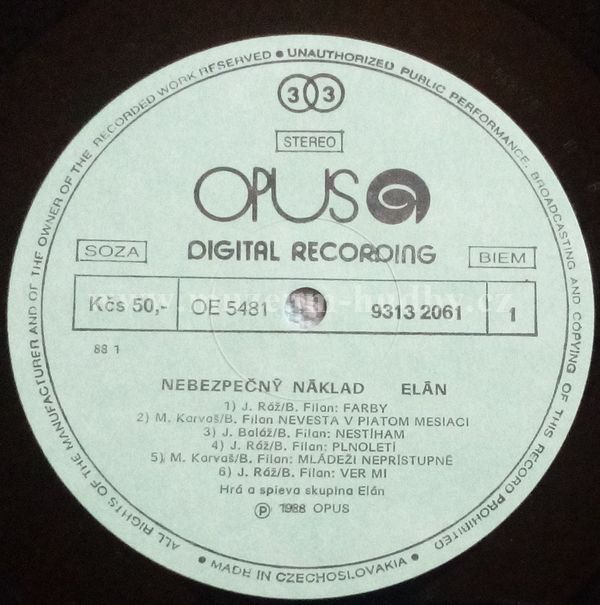 ALL RIGHTS OF THE MANUFACTURER AND OF THE OWNER OF THE RECORDED WORK RESERVED • UNAUTHORIZED PUBLIC PERFORMANCE, BROADCASTING AND COPYING OF THIS RECORD PROHIBITED • MADE IN CZECHOSLOVAKIA •
33
STEREO
OPUS
DIGITAL RECORDING
SOZA
BIEM
Kčs 50,- OE 5481 9313 2061 1
88 1
NEBEZPEČNÝ NÁKLAD ELÁN
1) J. Ráž/B. Filan: FARBY
2) M. Karvaš/B. Filan NEVESTA V PIATOM MESIACI
3) J. Baláž/B. Filan: NESTÍHAM
4) J. Ráž/B. Filan: PLNOLETÍ
5) M. Karvaš/B. Filan: MLÁDEŽI NEPRÍSTUPNÉ
6) J. Ráž/B. Filan: VER MI
Hrá a spieva skupina Elán
Ⓟ 1988 OPUS